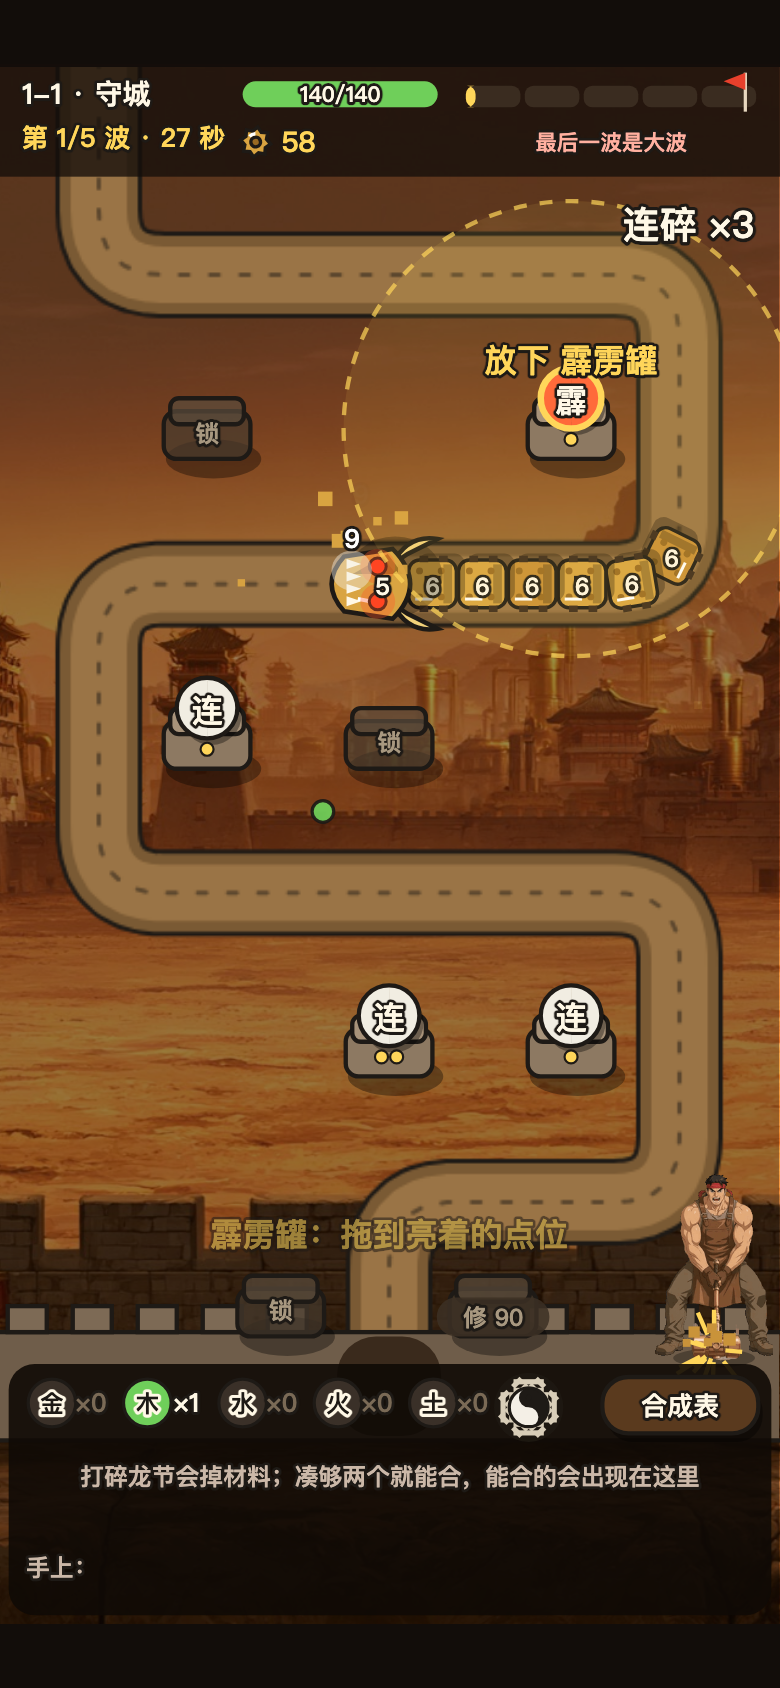 1–1 · 守城
140/140
第 1/5 波 · 27 秒
58
最后一波是大波
连碎 ×3
放下 霹雳罐
霹
锁
9
5
6
6
6
6
6
6
连
锁
连
连
霹雳罐：拖到亮着的点位
锁
修 90
金 ×0
木 ×1
水 ×0
火 ×0
土 ×0
合成表
打碎龙节会掉材料；凑够两个就能合，能合的会出现在这里
手上：